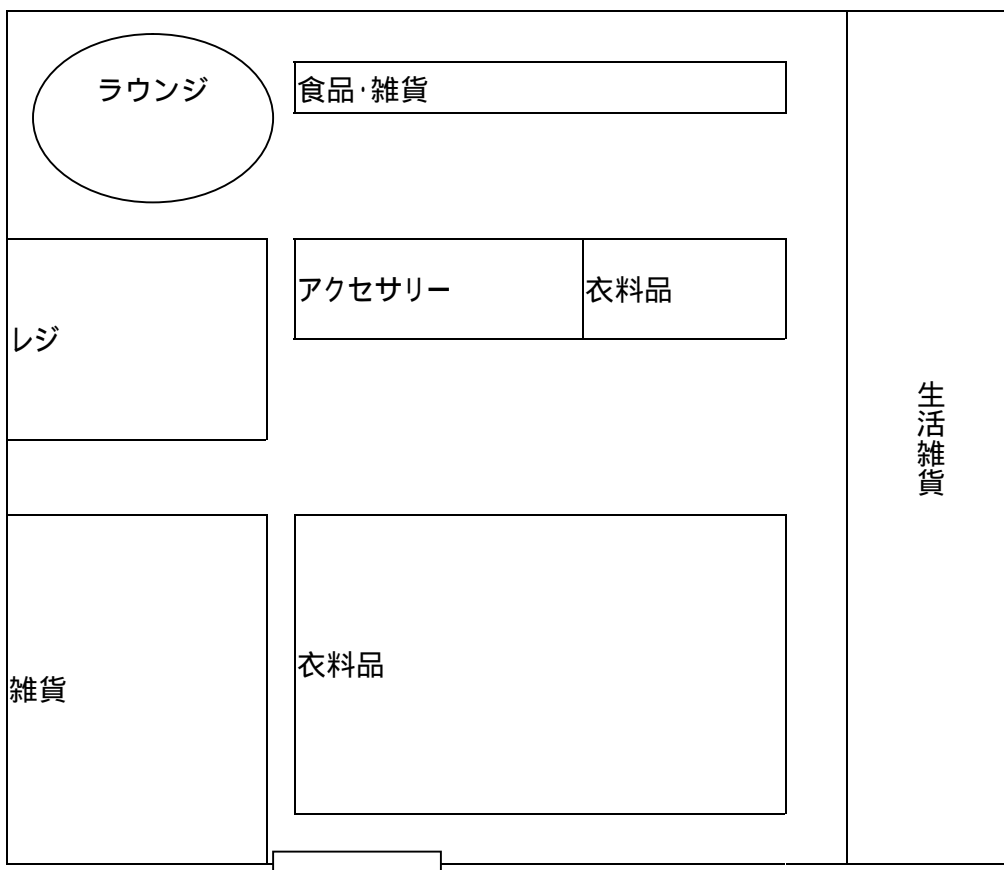 ラウンジ
食品・雑貨
アクセサリー
衣料品
レジ
生活雑貨
雑貨
衣料品